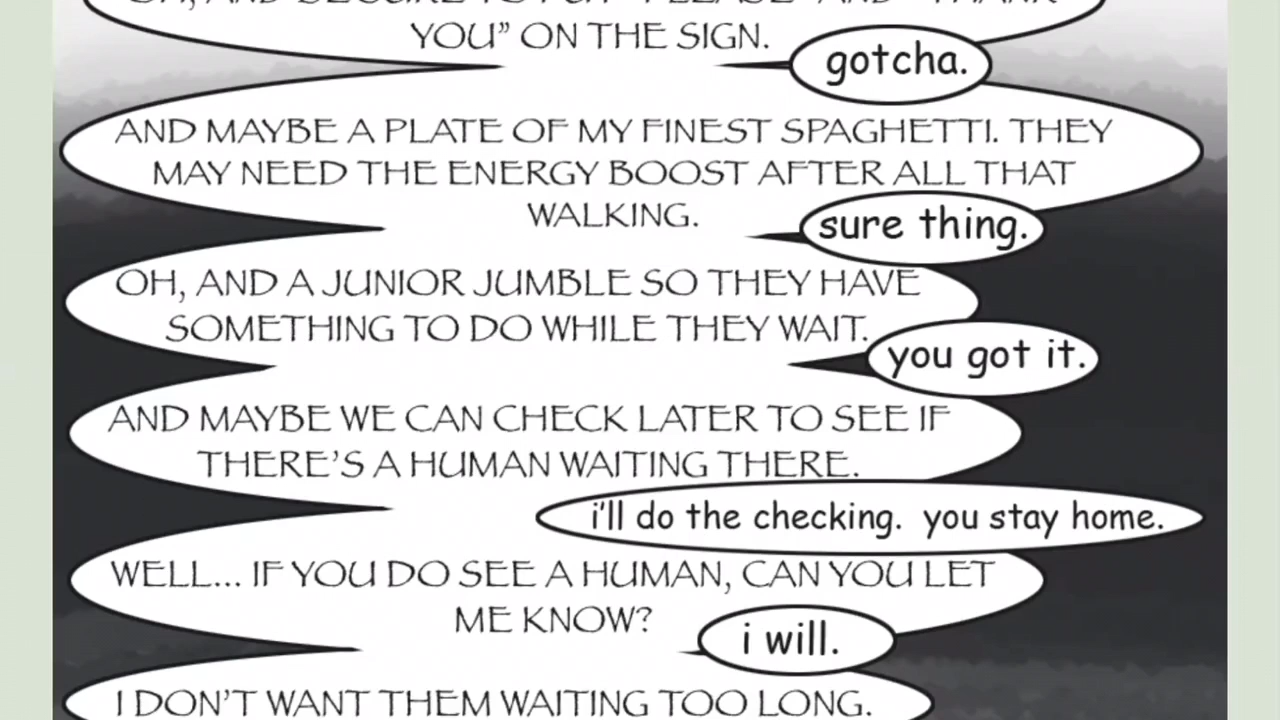 YOU" ON THE SIGN.
gotcha.
AND MAYBE A PLATE OF MY FINEST SPAGHETTI. THEY
MAY NEED THE ENERGY BOOST AFTER ALL THAT
WALKING.
sure thing.
OH, AND A JUNIOR JUMBLE SO THEY HAVE
SOMETHING TO DO WHILE THEY WAIT.
you got it.
AND MAYBE WE CAN CHECK LATER TO SEE IF
THERE'S A HUMAN WAITING THERE.
i'll do the checking. you stay home.
WELL... IF YOU DO SEE A HUMAN, CAN YOU LET
ME KNOW?
i will.
I DON'T WANT THEM WAITING TOO LONG.